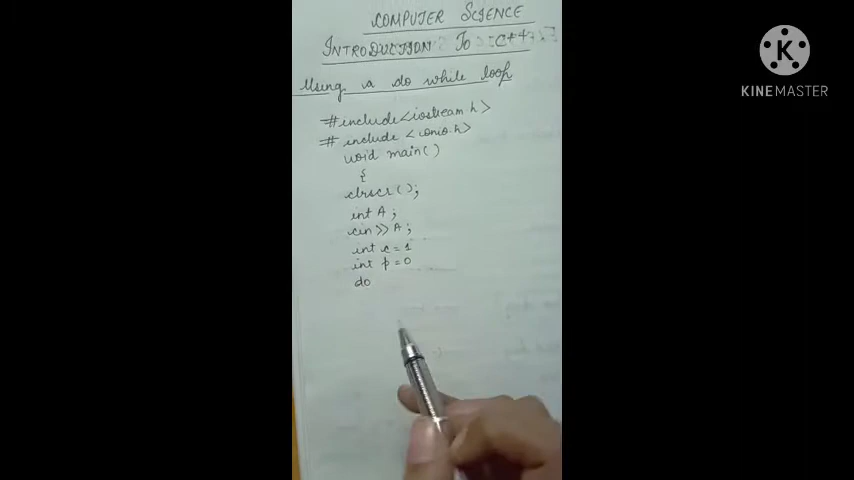 COMPUTER SCIENCE
INTRODUCTION TO C++
Using a do while loop
#include<iostream.h>
# include <conio.h>
void main()
{
clrscr();
int A;
cin>>A;
int c=1
int p=0
do
K
KINEMASTER